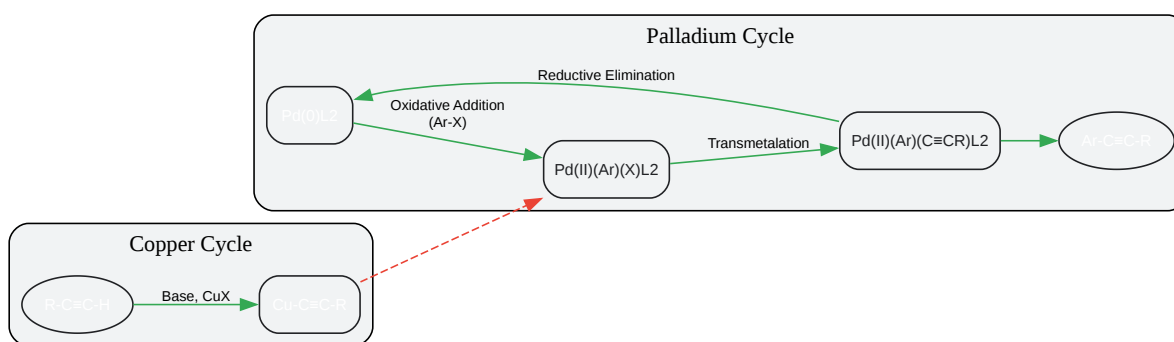 Palladium Cycle
Reductive Elimination
Pd(0)L2
Oxidative Addition
(Ar-X)
Pd(II)(Ar)(X)L2
Transmetalation
Pd(II)(Ar)(C≡CR)L2
Ar-C≡C-R
Copper Cycle
R-C≡C-H
Base, CuX
Cu-C≡C-R